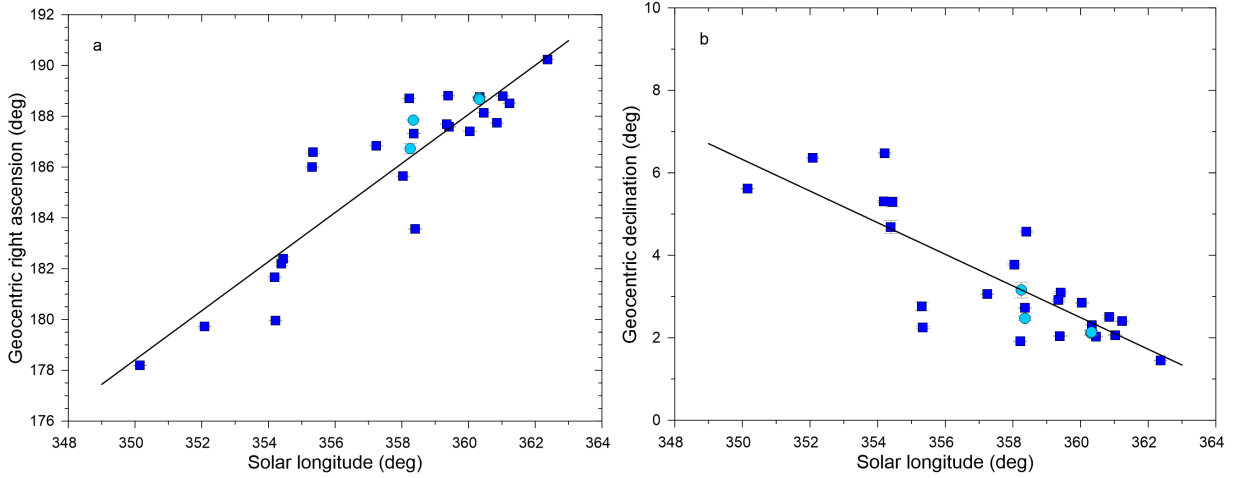 a
192
190
188
186
184
182
180
178
176
Geocentric right ascension (deg)
348 350 352 354 356 358 360 362 364
Solar longitude (deg)
b
10
8
6
4
2
0
Geocentric declination (deg)
348 350 352 354 356 358 360 362 364
Solar longitude (deg)